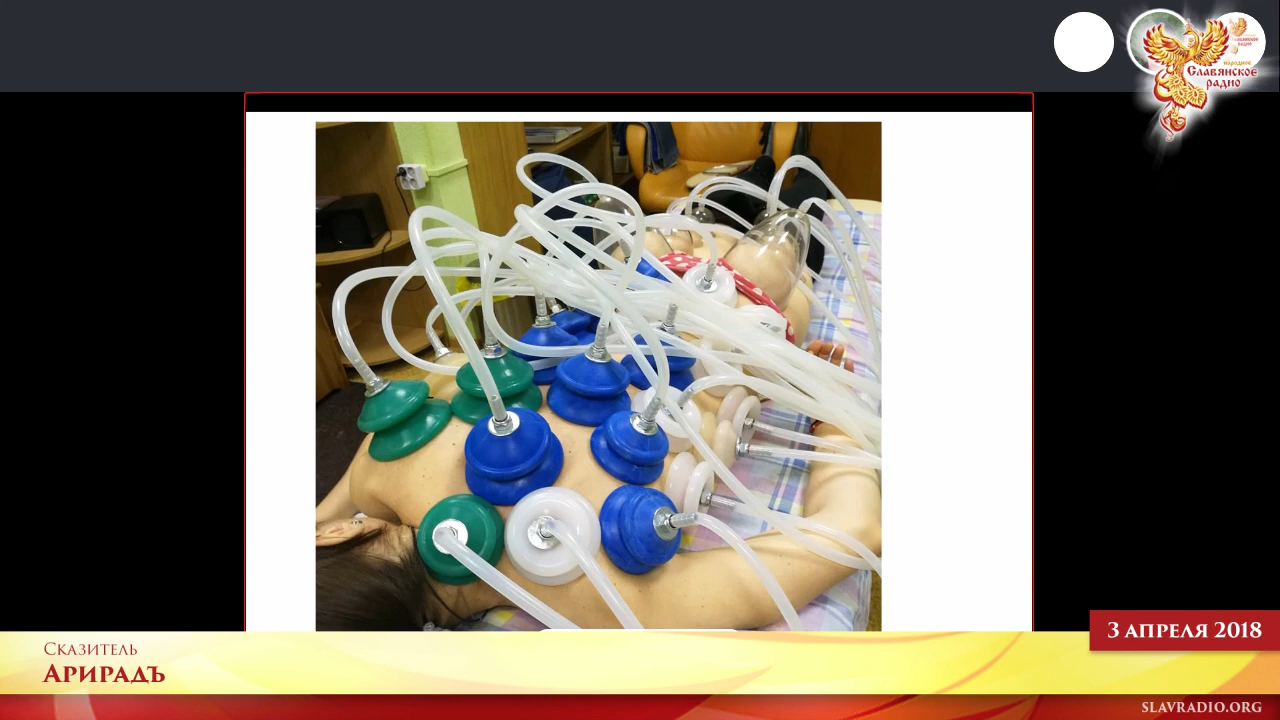 народное
Славянское
радио
3 апреля 2018
Сказитель
Арирадъ
SLAVRADIO.ORG